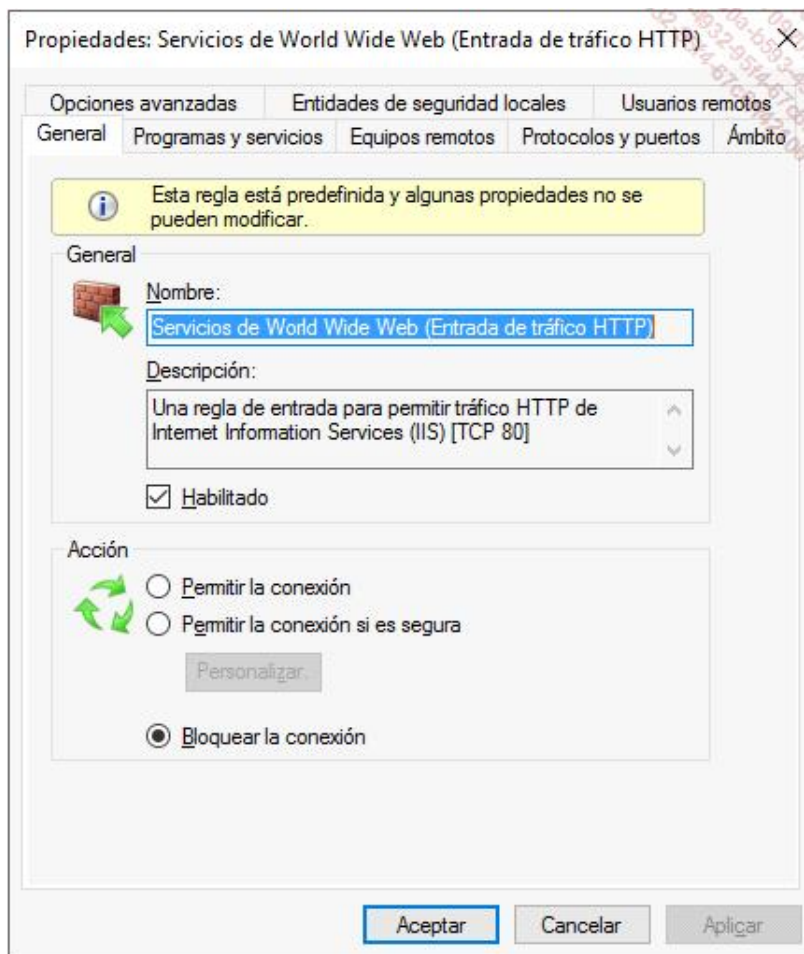 Propiedades: Servicios de World Wide Web (Entrada de tráfico HTTP)
Opciones avanzadas Entidades de seguridad locales Usuarios remotos
General Programas y servicios Equipos remotos Protocolos y puertos Ámbito
Esta regla está predefinida y algunas propiedades no se
pueden modificar.
General
Nombre:
Servicios de World Wide Web (Entrada de tráfico HTTP)
Descripción:
Una regla de entrada para permitir tráfico HTTP de
Internet Information Services (IIS) [TCP 80]
Habilitado
Acción
Permitir la conexión
Permitir la conexión si es segura
Personalizar.
Bloquear la conexión
Aceptar Cancelar Aplicar